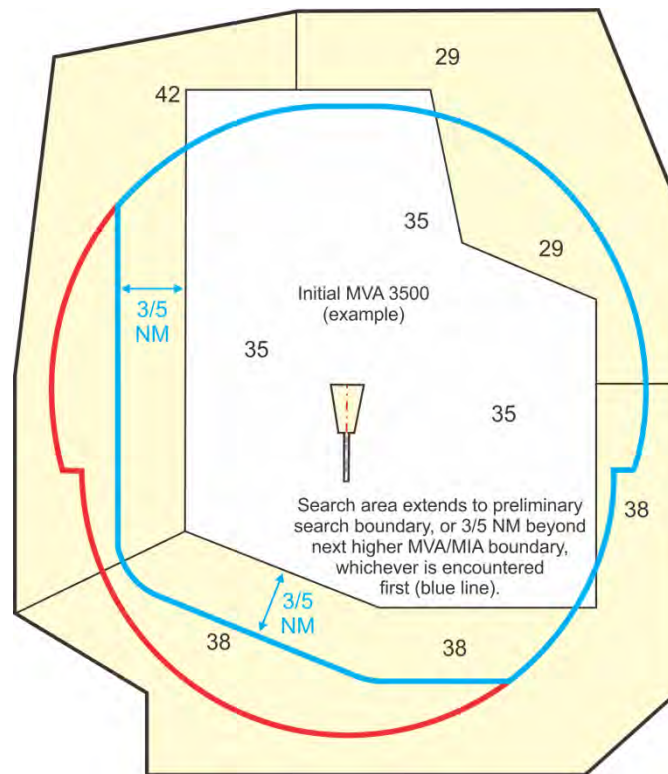 29
42
35
29
Initial MVA 3500
(example)
3/5
NM
35
35
Search area extends to preliminary
search boundary, or 3/5 NM beyond
next higher MVA/MIA boundary,
whichever is encountered
first (blue line).
38
3/5
NM
38
38